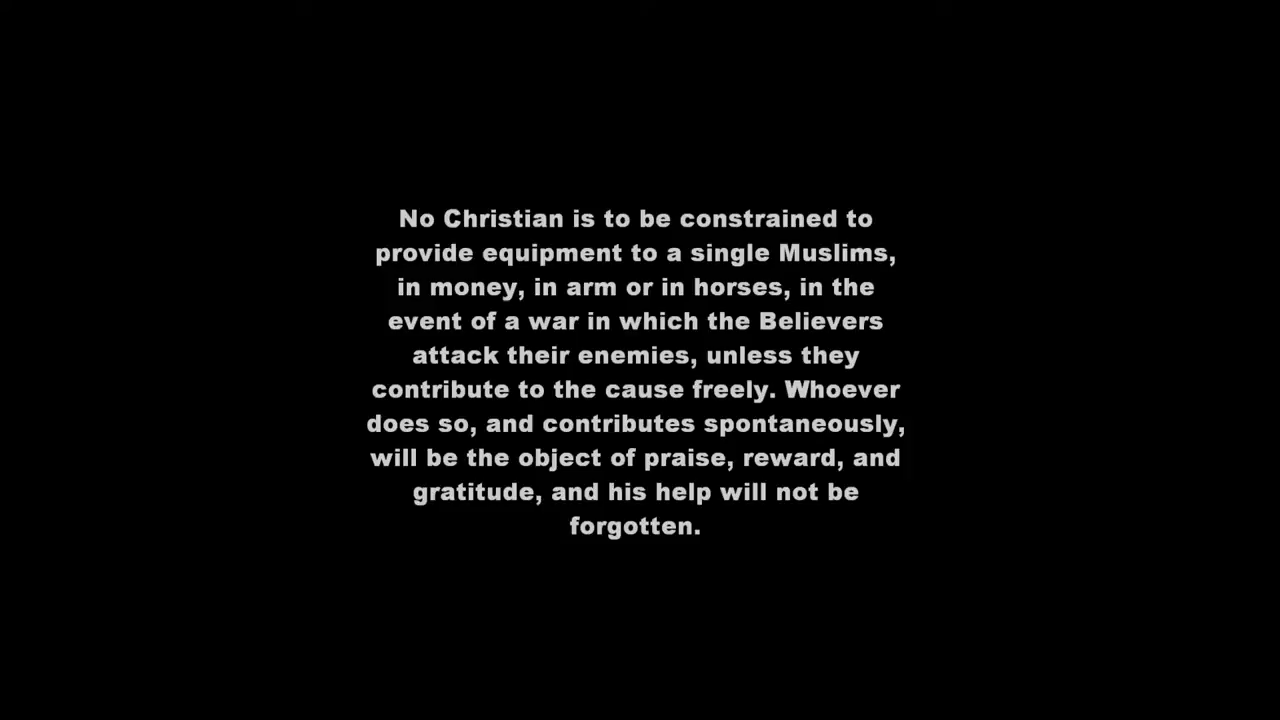 No Christian is to be constrained to
provide equipment to a single Muslims,
in money, in arm or in horses, in the
event of a war in which the Believers
attack their enemies, unless they
contribute to the cause freely. Whoever
does so, and contributes spontaneously,
will be the object of praise, reward, and
gratitude, and his help will not be
forgotten.